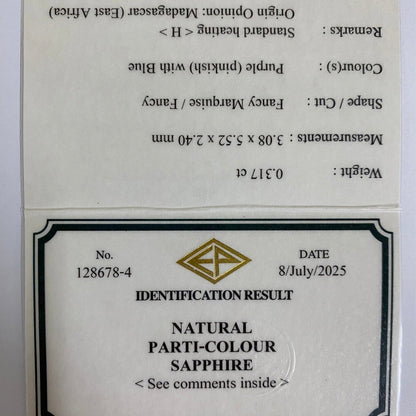 Weight : 0.317 ct
Measurements : 3.08 x 5.52 x 2.40 mm
Shape / Cut : Fancy Marquise / Fancy
Colour(s): Purple (pinkish) with Blue
Remarks : Standard heating < H >
Origin Opinion: Madagascar (East Africa)
No.
128678-4
EP
DATE
8/July/2025
IDENTIFICATION RESULT
NATURAL
PARTI-COLOUR
SAPPHIRE
< See comments inside >